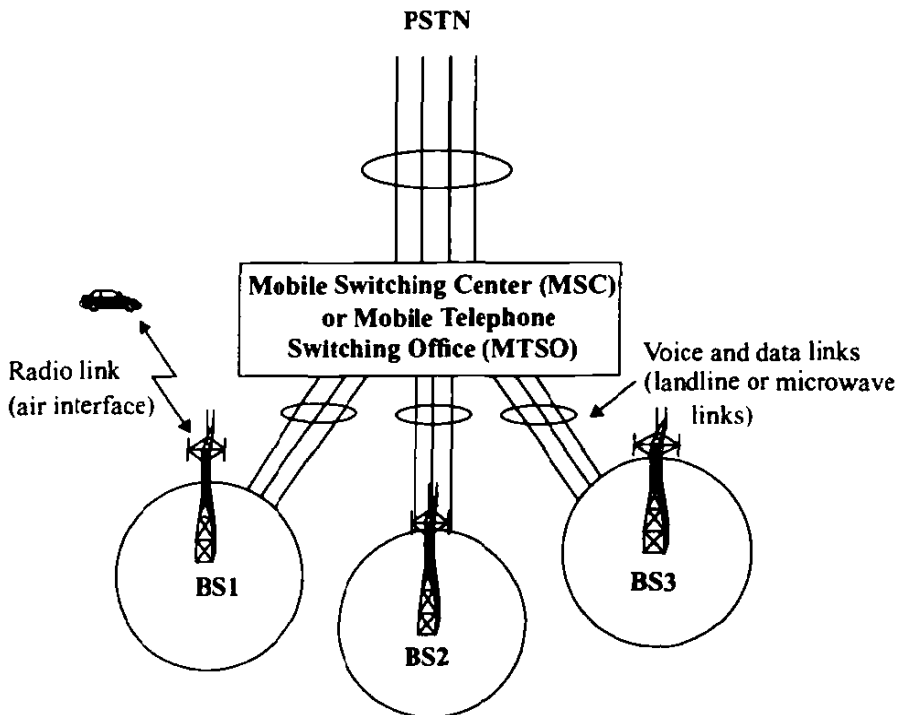 PSTN
Mobile Switching Center (MSC)
or Mobile Telephone
Switching Office (MTSO)
Radio link
(air interface)
Voice and data links
(landline or microwave
links)
BS1
BS2
BS3